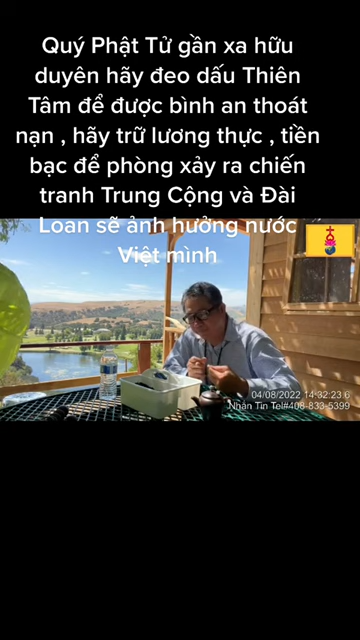 Quý Phật Tử gần xa hữu
duyên hãy đeo dấu Thiên
Tâm để được bình an thoát
nạn , hãy trữ lương thực , tiền
bạc để phòng xảy ra chiến
tranh Trung Cộng và Đài
Loan sẽ ảnh hưởng nước
Việt mình
04/08/2022 14:32:23.6
Nhắn Tin Tel#408-833-5399